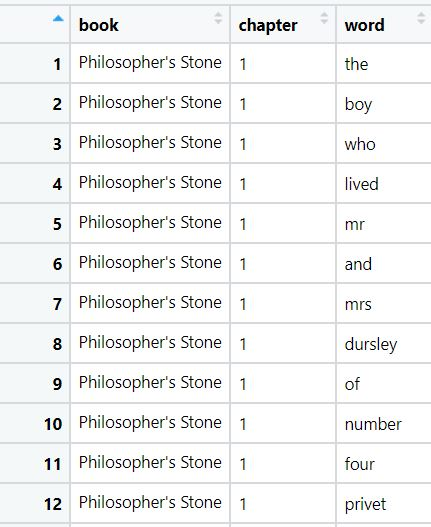 book chapter word
1 Philosopher's Stone 1 the
2 Philosopher's Stone 1 boy
3 Philosopher's Stone 1 who
4 Philosopher's Stone 1 lived
5 Philosopher's Stone 1 mr
6 Philosopher's Stone 1 and
7 Philosopher's Stone 1 mrs
8 Philosopher's Stone 1 dursley
9 Philosopher's Stone 1 of
10 Philosopher's Stone 1 number
11 Philosopher's Stone 1 four
12 Philosopher's Stone 1 privet